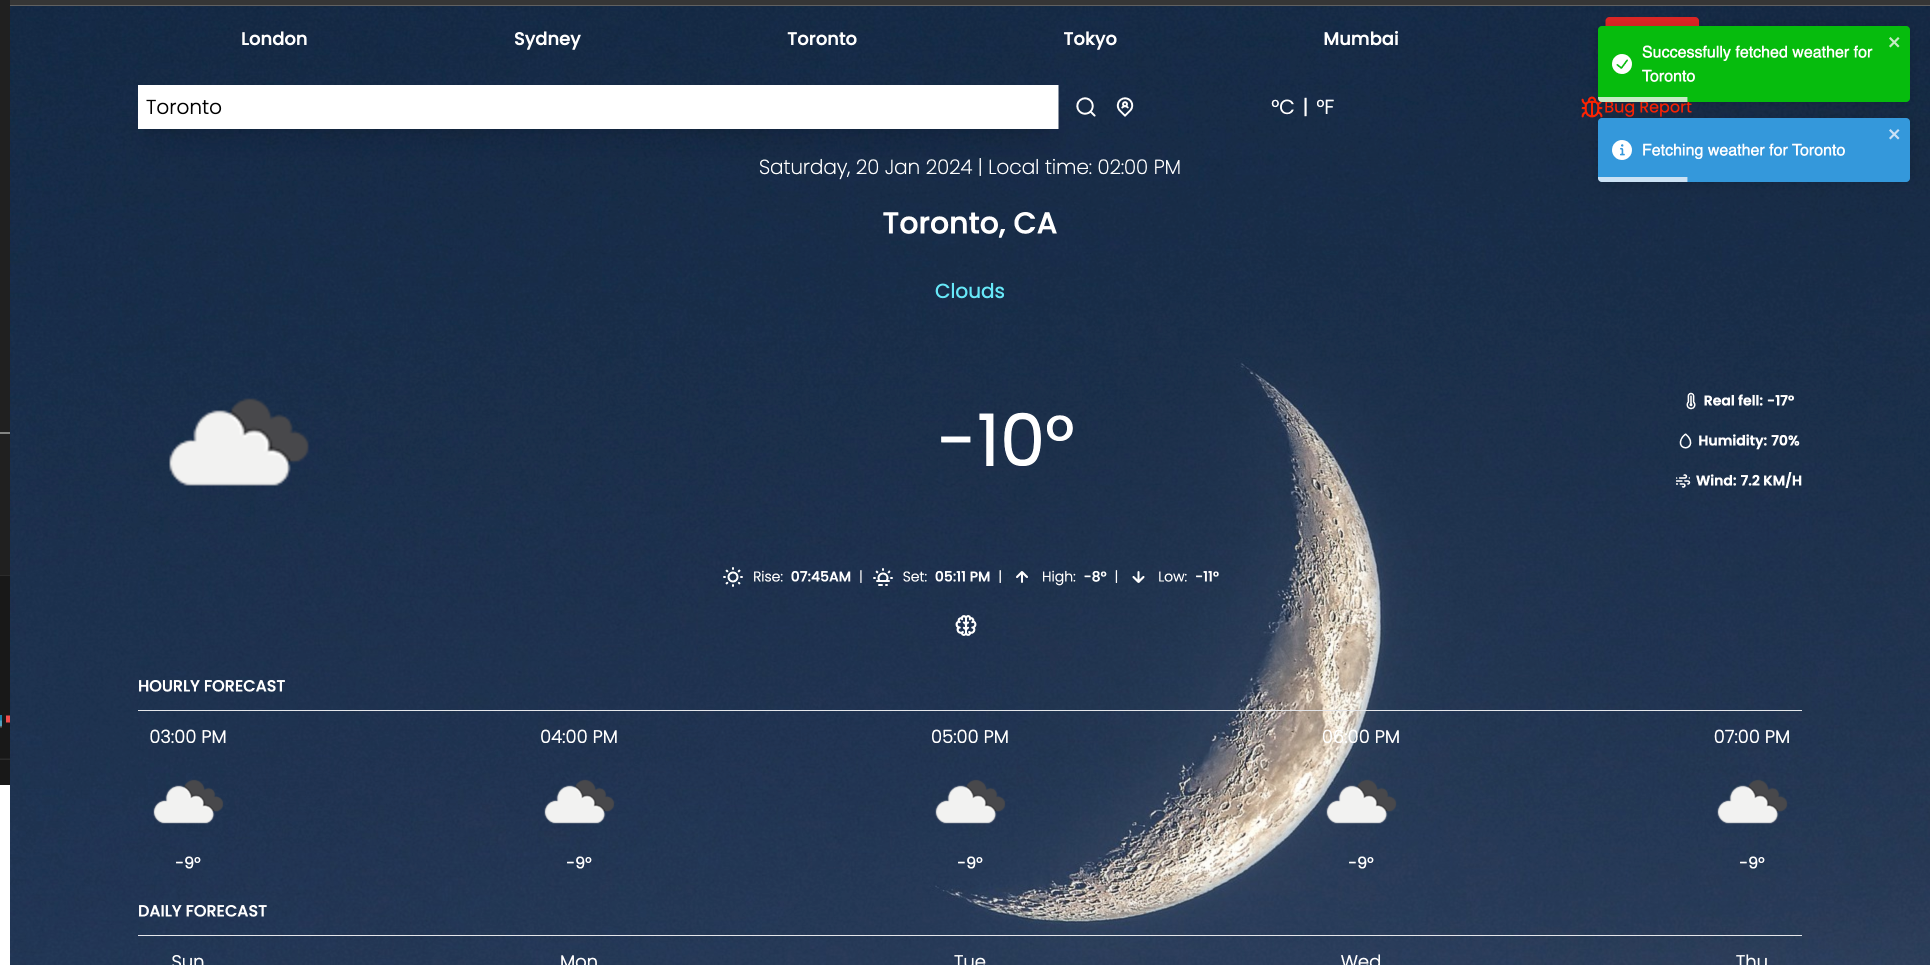 London Sydney Toronto Tokyo Mumbai
Successfully fetched weather for
Toronto
Toronto
°C | °F
Bug Report
Fetching weather for Toronto
Saturday, 20 Jan 2024 | Local time: 02:00 PM
Toronto, CA
Clouds
-10°
Real fell: -17°
Humidity: 70%
Wind: 7.2 KM/H
Rise: 07:45AM | Set: 05:11 PM | High: -8° | Low: -11°
HOURLY FORECAST
03:00 PM 04:00 PM 05:00 PM 06:00 PM 07:00 PM
-9° -9° -9° -9° -9°
DAILY FORECAST
Sun Mon Tue Wed Thu